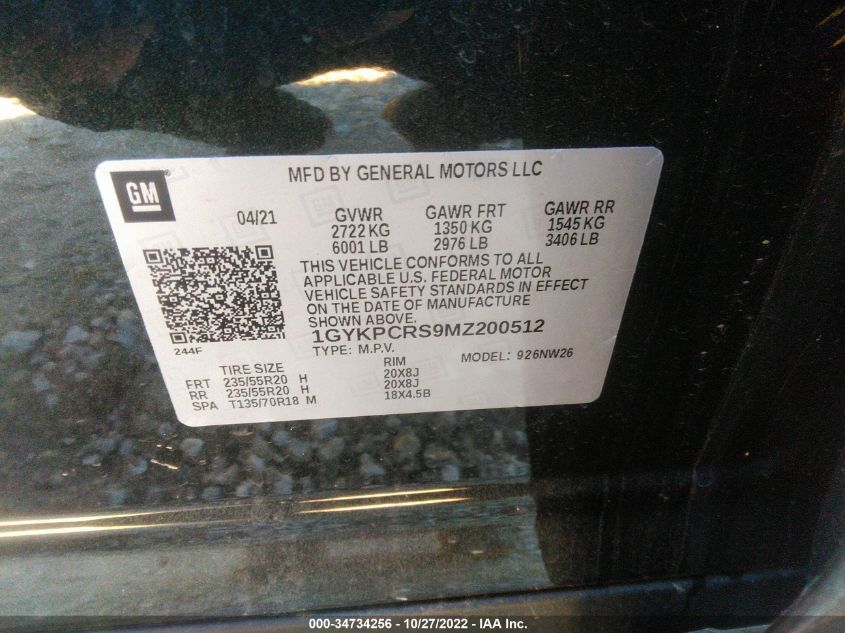 MFD BY GENERAL MOTORS LLC
GM
04/21 GVWR GAWR FRT GAWR RR
2722 KG 1350 KG 1545 KG
6001 LB 2976 LB 3406 LB
THIS VEHICLE CONFORMS TO ALL
APPLICABLE U.S. FEDERAL MOTOR
VEHICLE SAFETY STANDARDS IN EFFECT
ON THE DATE OF MANUFACTURE
SHOWN ABOVE.
1GYKPCRS9MZ200512
244F TYPE: M.P.V. MODEL: 926NW26
TIRE SIZE RIM
FRT 235/55R20 H 20X8J
RR 235/55R20 H 20X8J
SPA T135/70R18 M 18X4.5B
000-34734256 - 10/27/2022 - IAA Inc.